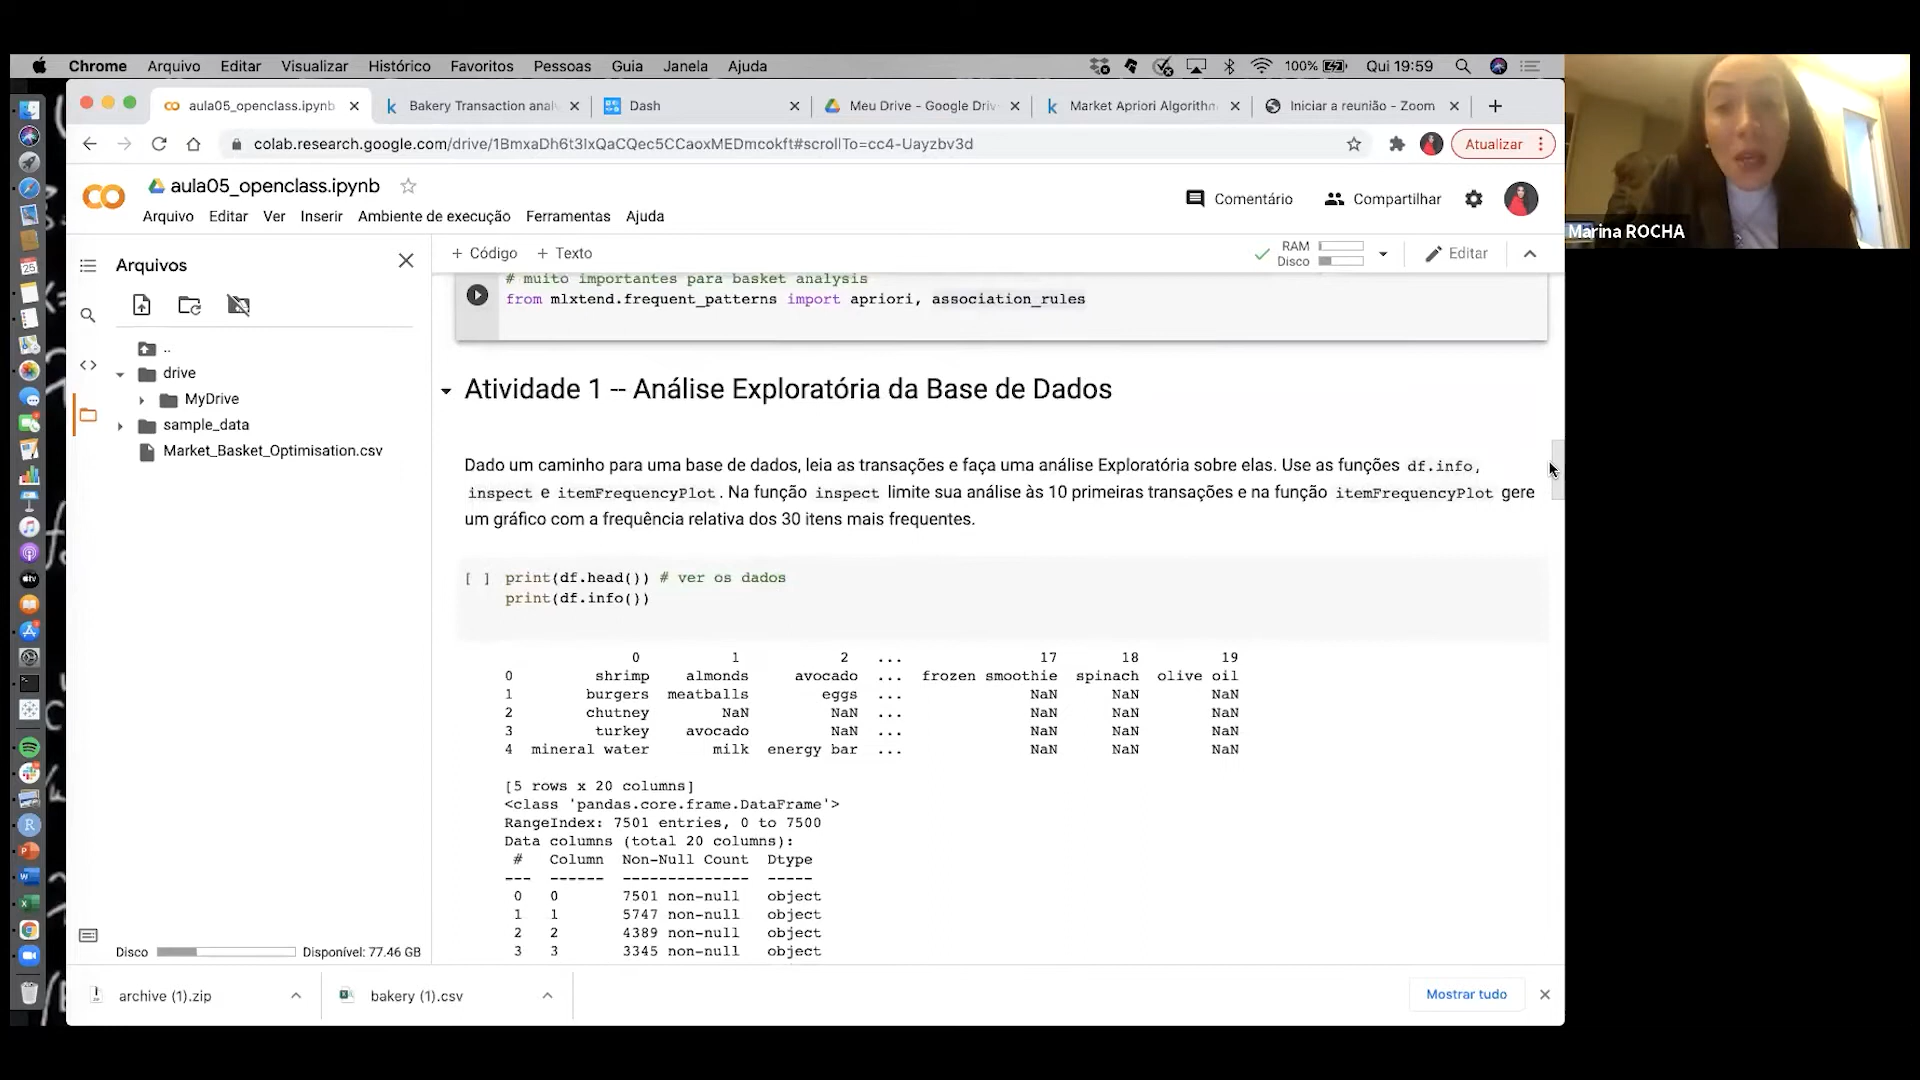 Chrome Arquivo Editar Visualizar Histórico Favoritos Pessoas Guia Janela Ajuda 100% Qui 19:59
aula05_openclass.ipynb Bakery Transaction anal Dash Meu Drive - Google Driv Market Apriori Algorithm Iniciar a reunião - Zoom
colab.research.google.com/drive/1BmxaDh6t3IxQaCQec5CCaoxMEDmcokft#scrollTo=cc4-Uayzbv3d Atualizar
aula05_openclass.ipynb
Arquivo Editar Ver Inserir Ambiente de execução Ferramentas Ajuda
Comentário Compartilhar
Marina ROCHA
Arquivos
..
drive
MyDrive
sample_data
Market_Basket_Optimisation.csv
Disco Disponível: 77.46 GB
+ Código + Texto RAM Disco Editar
# muito importantes para basket analysis
from mlxtend.frequent_patterns import apriori, association_rules
Atividade 1 -- Análise Exploratória da Base de Dados
Dado um caminho para uma base de dados, leia as transações e faça uma análise Exploratória sobre elas. Use as funções df.info,
inspect e itemFrequencyPlot. Na função inspect limite sua análise às 10 primeiras transações e na função itemFrequencyPlot gere
um gráfico com a frequência relativa dos 30 itens mais frequentes.
[ ] print(df.head()) # ver os dados
print(df.info())
0 1 2 ... 17 18 19
0 shrimp almonds avocado ... frozen smoothie spinach olive oil
1 burgers meatballs eggs ... NaN NaN NaN
2 chutney NaN NaN ... NaN NaN NaN
3 turkey avocado NaN ... NaN NaN NaN
4 mineral water milk energy bar ... NaN NaN NaN
[5 rows x 20 columns]
<class 'pandas.core.frame.DataFrame'>
RangeIndex: 7501 entries, 0 to 7500
Data columns (total 20 columns):
# Column Non-Null Count Dtype
--- ------ -------------- -----
0 0 7501 non-null object
1 1 5747 non-null object
2 2 4389 non-null object
3 3 3345 non-null object
archive (1).zip bakery (1).csv Mostrar tudo